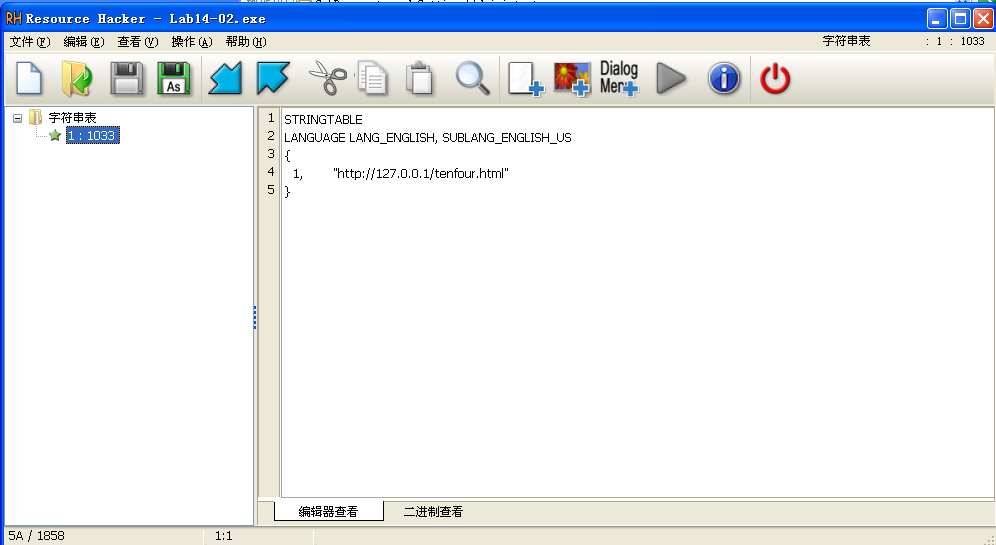 Resource Hacker - Lab14-02.exe
文件(F) 编辑(E) 查看(V) 操作(A) 帮助(H) 字符串表 : 1 : 1033
As Dialog Mer
字符串表
1 : 1033
1 STRINGTABLE
2 LANGUAGE LANG_ENGLISH, SUBLANG_ENGLISH_US
3 {
4 1, "http://127.0.0.1/tenfour.html"
5 }
编辑器查看 二进制查看
5A / 1858 1:1